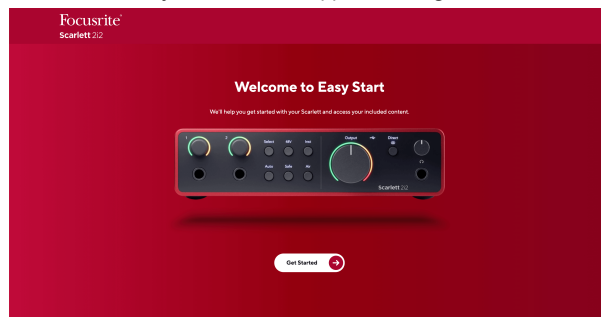 Focusrite®
Scarlett 2i2
Welcome to Easy Start
We'll help you get started with your Scarlett and access your included content.
1 2 Select 48V Inst Output Direct
Auto Safe Air
Scarlett 2i2
Get Started